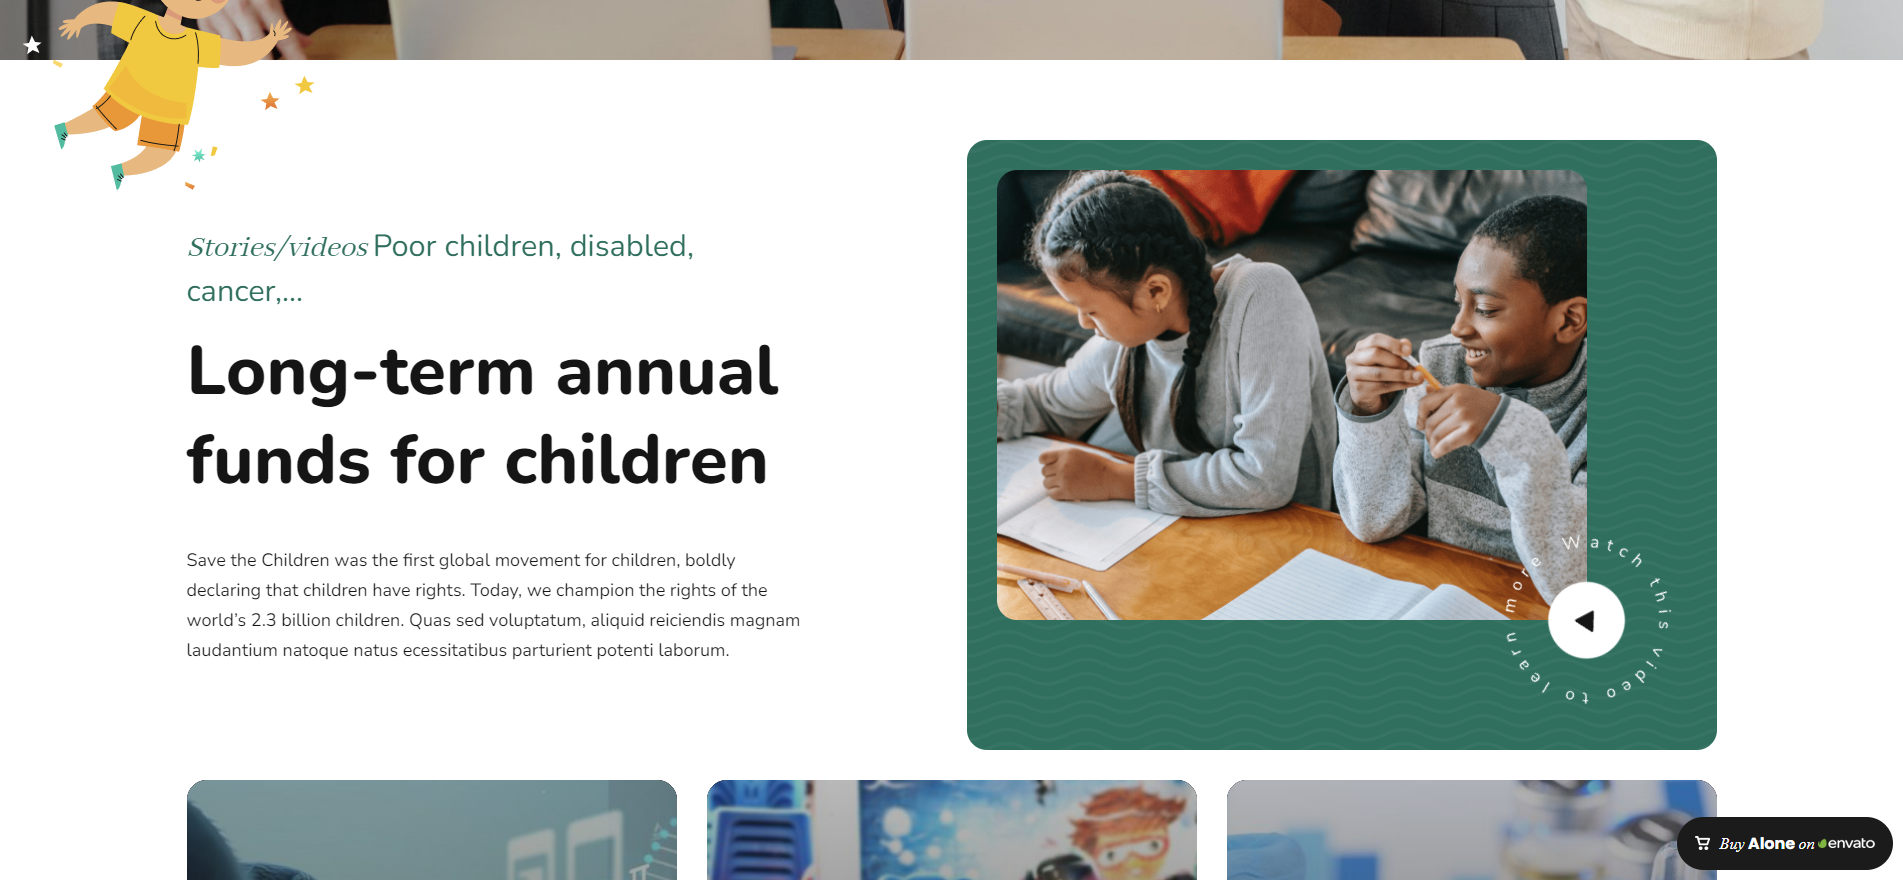 Stories/videos Poor children, disabled,
cancer,...
Long-term annual
funds for children
Save the Children was the first global movement for children, boldly
declaring that children have rights. Today, we champion the rights of the
world’s 2.3 billion children. Quas sed voluptatum, aliquid reiciendis magnam
laudantium natoque natus ecessitatibus parturient potenti laborum.
Watch this video to learn more
Buy Alone on envato